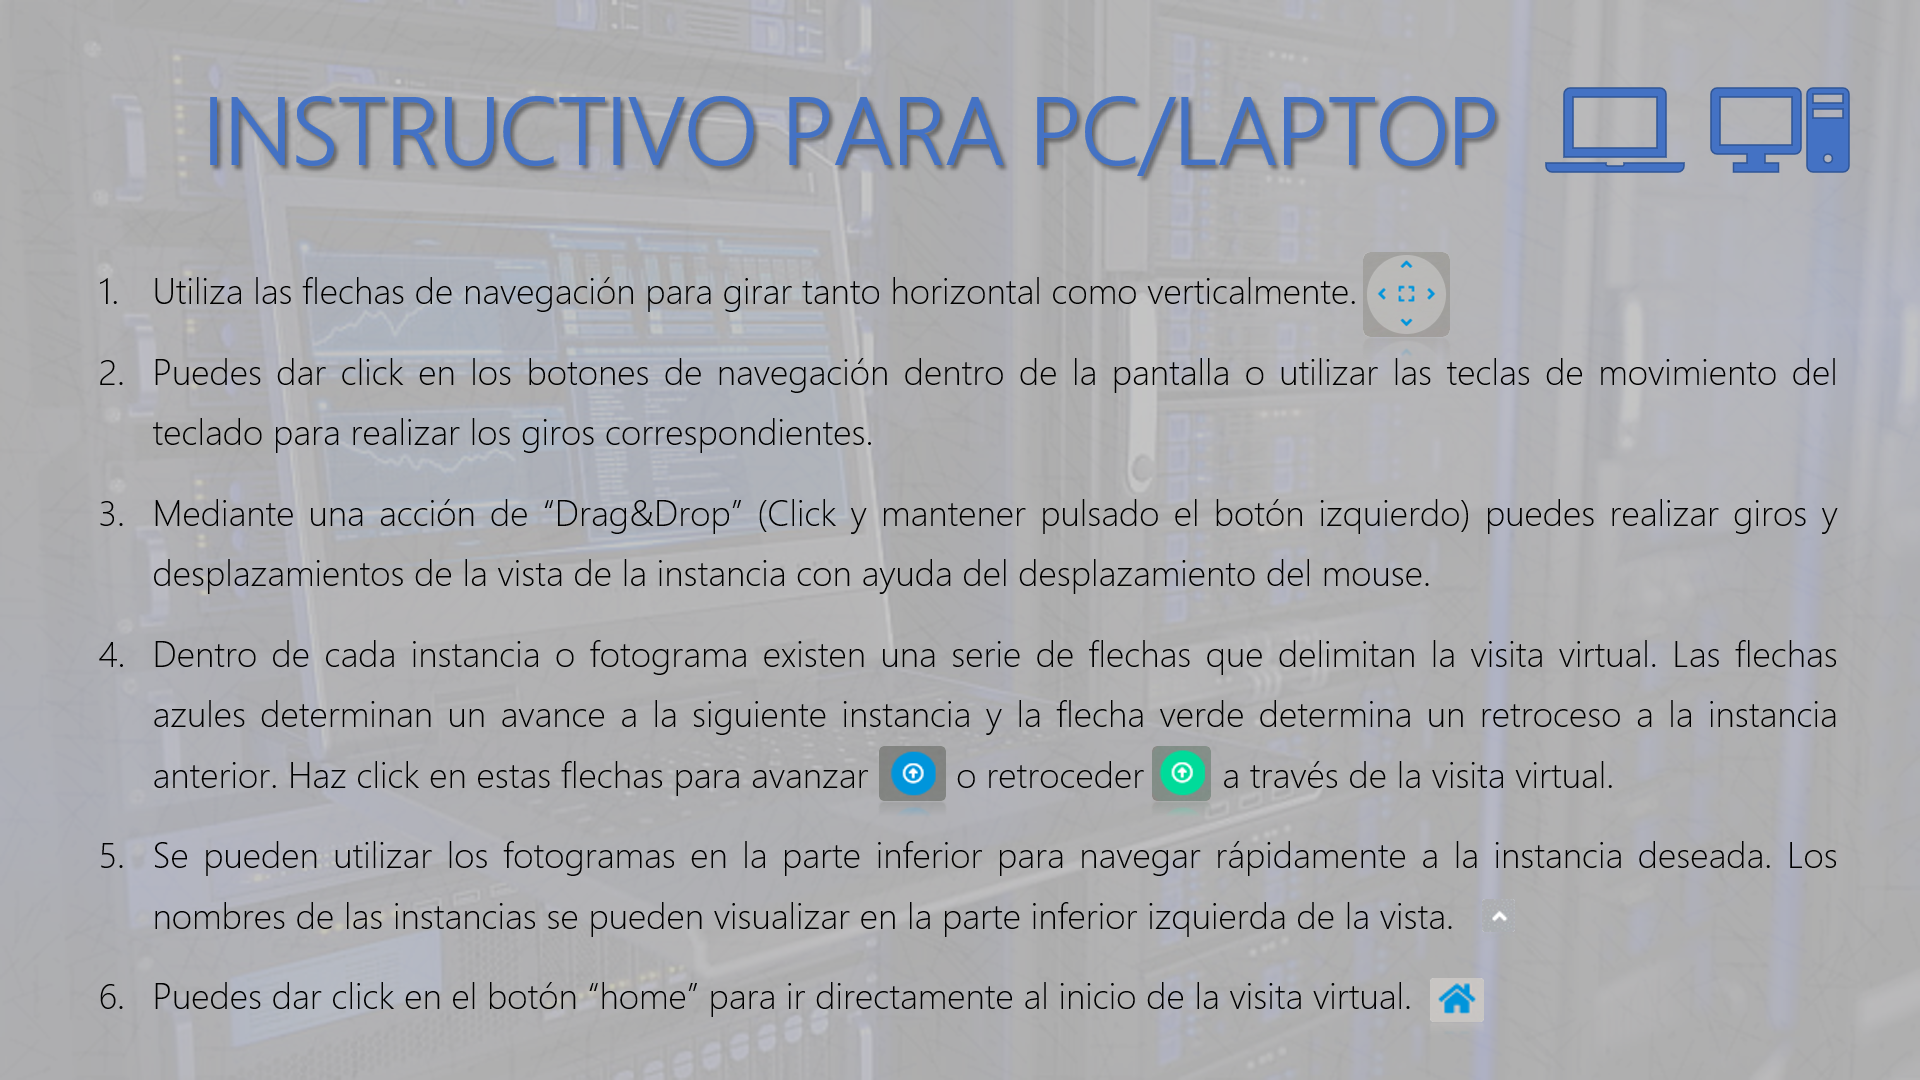 INSTRUCTIVO PARA PC/LAPTOP
1. Utiliza las flechas de navegación para girar tanto horizontal como verticalmente.
2. Puedes dar click en los botones de navegación dentro de la pantalla o utilizar las teclas de movimiento del
teclado para realizar los giros correspondientes.
3. Mediante una acción de “Drag&Drop” (Click y mantener pulsado el botón izquierdo) puedes realizar giros y
desplazamientos de la vista de la instancia con ayuda del desplazamiento del mouse.
4. Dentro de cada instancia o fotograma existen una serie de flechas que delimitan la visita virtual. Las flechas
azules determinan un avance a la siguiente instancia y la flecha verde determina un retroceso a la instancia
anterior. Haz click en estas flechas para avanzar o retroceder a través de la visita virtual.
5. Se pueden utilizar los fotogramas en la parte inferior para navegar rápidamente a la instancia deseada. Los
nombres de las instancias se pueden visualizar en la parte inferior izquierda de la vista.
6. Puedes dar click en el botón “home” para ir directamente al inicio de la visita virtual.